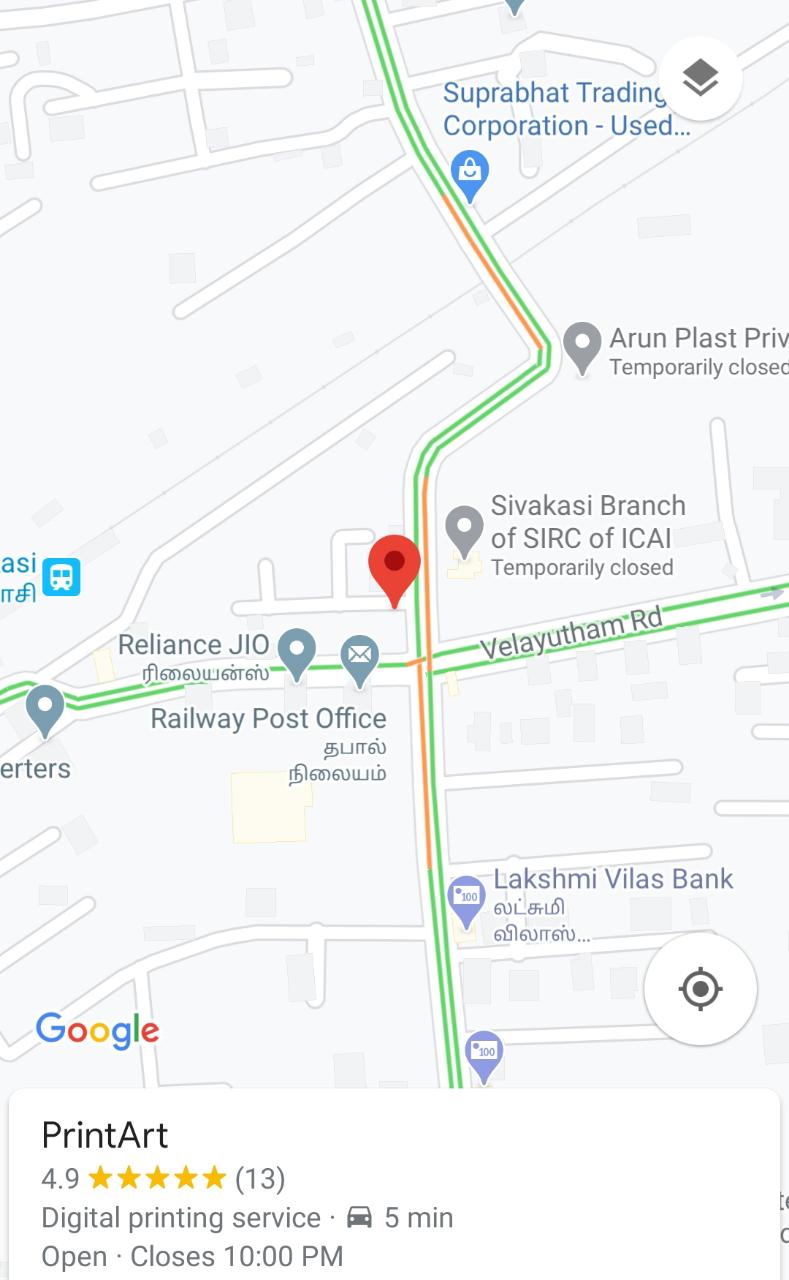 Suprabhat Trading
Corporation - Used...
Arun Plast Priv
Temporarily closed
Sivakasi Branch
of SIRC of ICAI
Temporarily closed
asi
ாசி
Velayutham Rd
Reliance JIO
ரிலையன்ஸ்
Railway Post Office
தபால்
நிலையம்
erters
Lakshmi Vilas Bank
லட்சுமி
விலாஸ்...
100
Google
100
PrintArt
4.9 ★★★★★ (13)
Digital printing service · 5 min
Open · Closes 10:00 PM